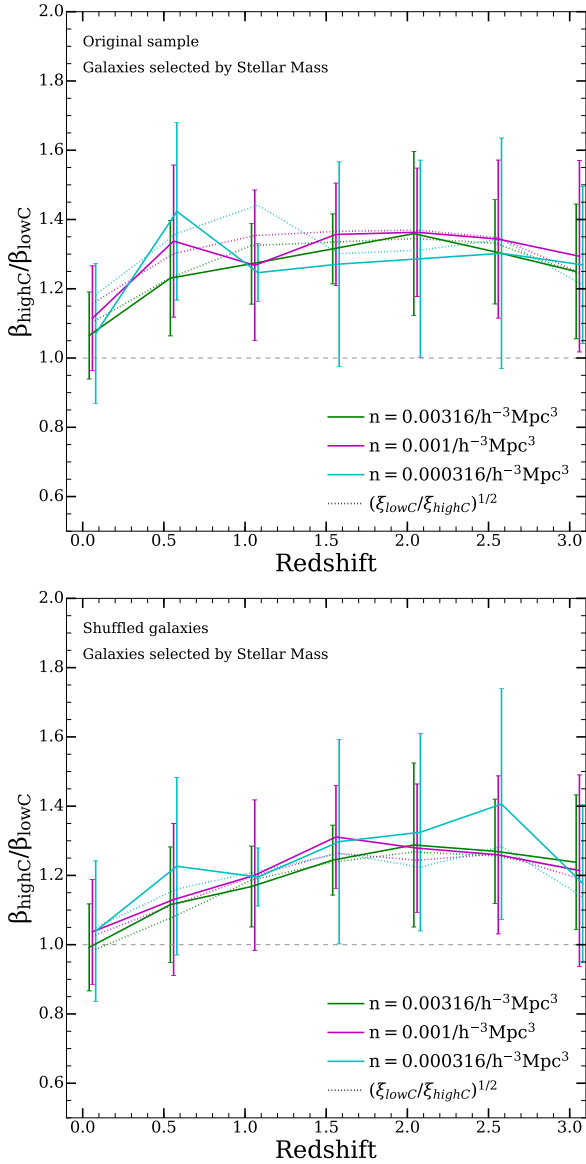 2.0
1.8
1.6
1.4
1.2
1.0
0.8
0.6
β_highC/β_lowC
Original sample
Galaxies selected by Stellar Mass
n = 0.00316/h⁻³Mpc³
n = 0.001/h⁻³Mpc³
n = 0.000316/h⁻³Mpc³
(ξ_lowC/ξ_highC)^1/2
0.0 0.5 1.0 1.5 2.0 2.5 3.0
Redshift
2.0
1.8
1.6
1.4
1.2
1.0
0.8
0.6
β_highC/β_lowC
Shuffled galaxies
Galaxies selected by Stellar Mass
n = 0.00316/h⁻³Mpc³
n = 0.001/h⁻³Mpc³
n = 0.000316/h⁻³Mpc³
(ξ_lowC/ξ_highC)^1/2
0.0 0.5 1.0 1.5 2.0 2.5 3.0
Redshift